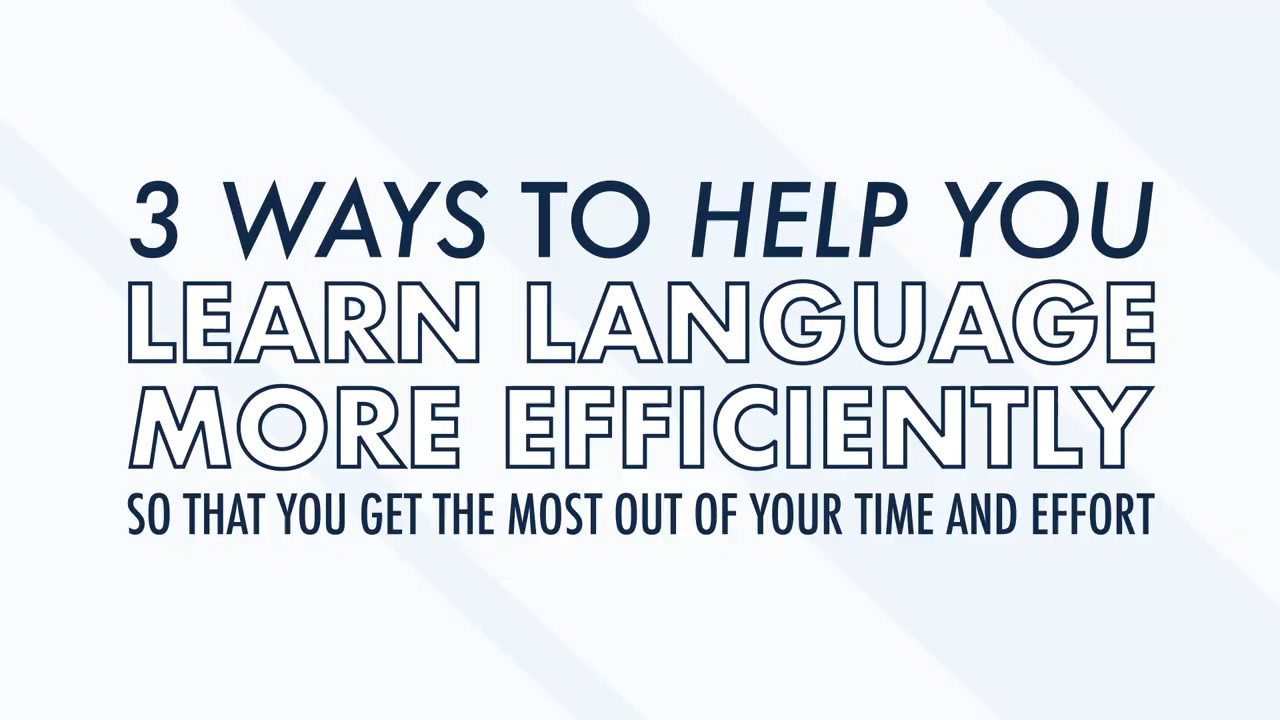 3 WAYS TO HELP YOU
LEARN LANGUAGE
MORE EFFICIENTLY
SO THAT YOU GET THE MOST OUT OF YOUR TIME AND EFFORT